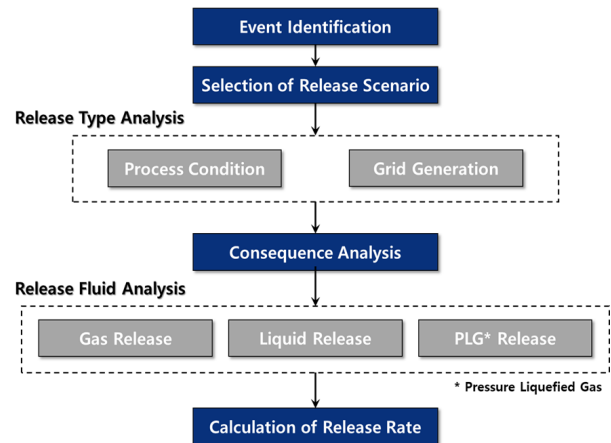 Event Identification
Selection of Release Scenario
Release Type Analysis
Process Condition
Grid Generation
Consequence Analysis
Release Fluid Analysis
Gas Release
Liquid Release
PLG* Release
* Pressure Liquefied Gas
Calculation of Release Rate